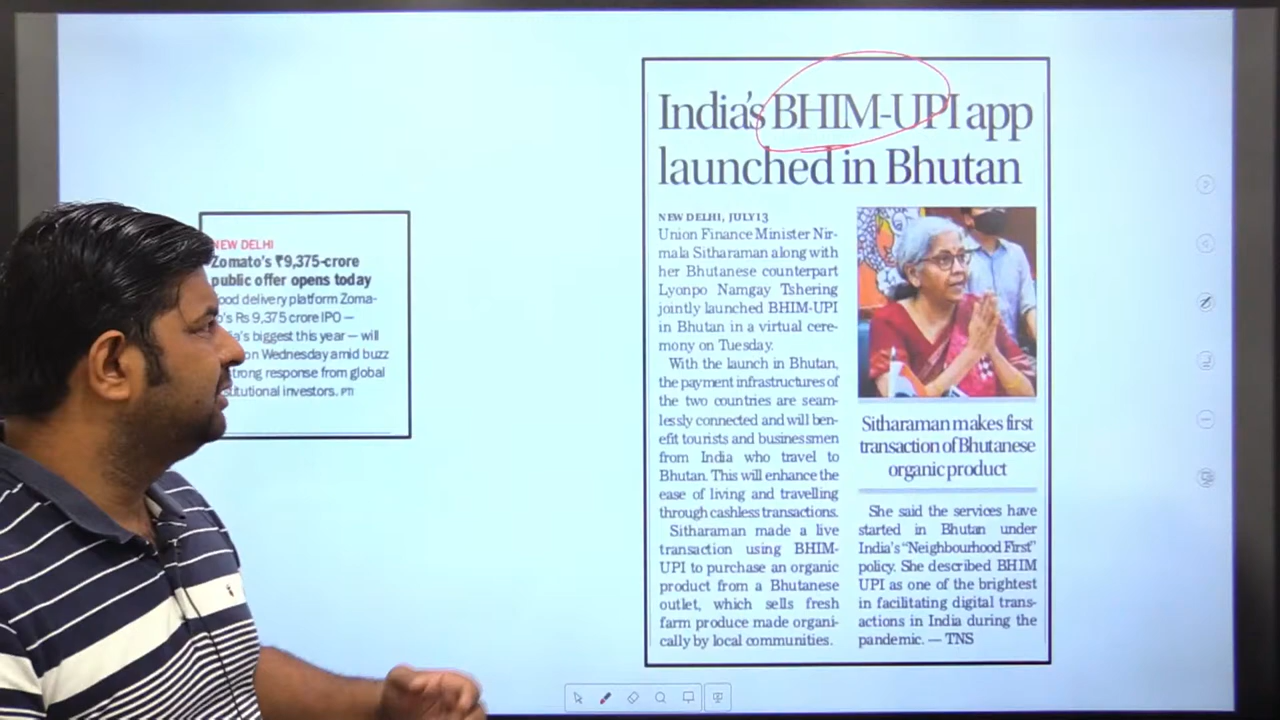 NEW DELHI
Zomato's ₹9,375-crore
public offer opens today
ood delivery platform Zoma-
o's Rs 9,375 crore IPO —
ia's biggest this year — will
on Wednesday amid buzz
trong response from global
stitutional investors. PTI
India's BHIM-UPI app
launched in Bhutan
NEW DELHI, JULY 13
Union Finance Minister Nir-
mala Sitharaman along with
her Bhutanese counterpart
Lyonpo Namgay Tshering
jointly launched BHIM-UPI
in Bhutan in a virtual cere-
mony on Tuesday.
With the launch in Bhutan,
the payment infrastructures of
the two countries are seam-
lessly connected and will ben-
efit tourists and businessmen
from India who travel to
Bhutan. This will enhance the
ease of living and travelling
through cashless transactions.
Sitharaman made a live
transaction using BHIM-
UPI to purchase an organic
product from a Bhutanese
outlet, which sells fresh
farm produce made organi-
cally by local communities.
Sitharaman makes first
transaction of Bhutanese
organic product
She said the services have
started in Bhutan under
India's "Neighbourhood First"
policy. She described BHIM
UPI as one of the brightest
in facilitating digital trans-
actions in India during the
pandemic. — TNS